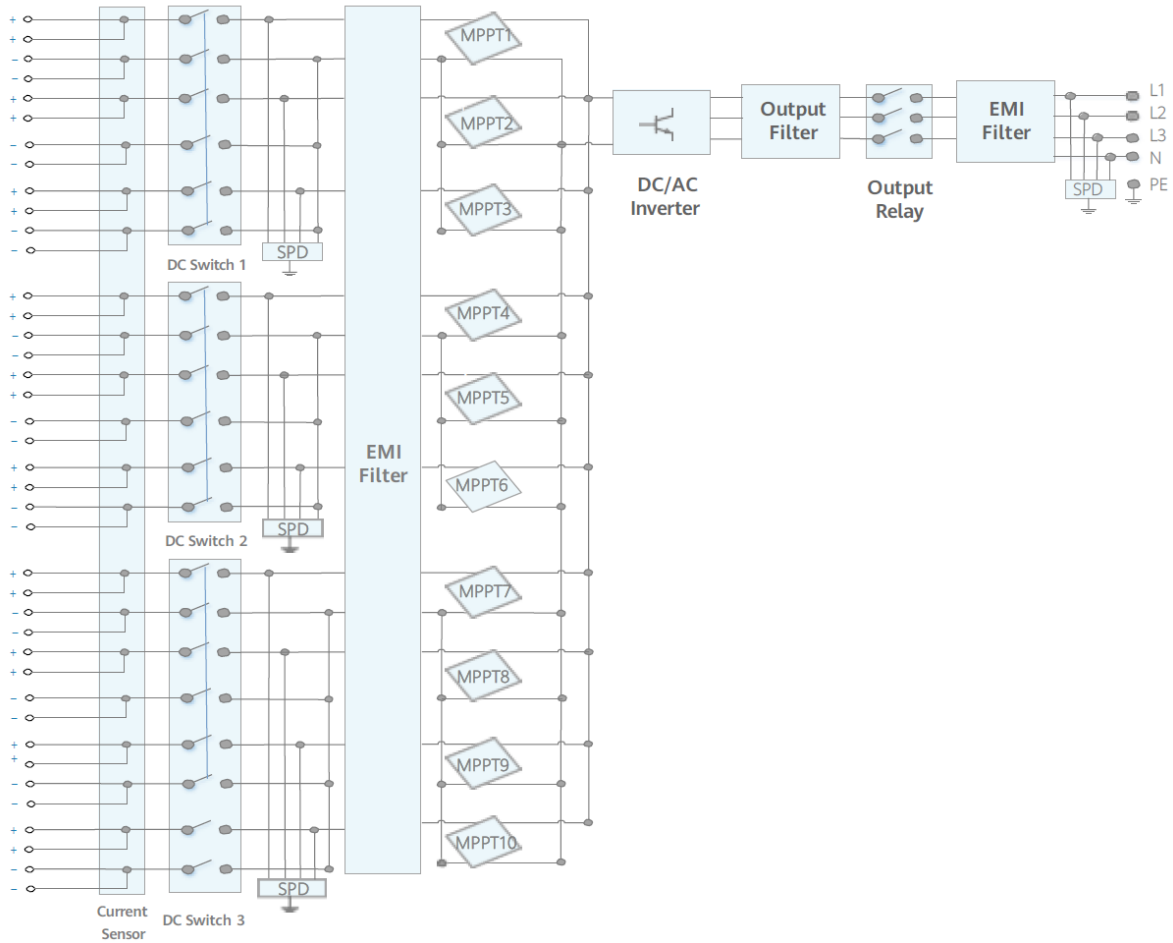 +
+
−
−
+
+
−
−
+
+
−
−
SPD
DC Switch 1
+
+
−
−
+
+
−
−
+
+
−
−
SPD
DC Switch 2
+
+
−
−
+
+
−
−
+
+
−
−
+
+
−
−
SPD
Current
Sensor
DC Switch 3
EMI
Filter
MPPT1
MPPT2
MPPT3
MPPT4
MPPT5
MPPT6
MPPT7
MPPT8
MPPT9
MPPT10
DC/AC
Inverter
Output
Filter
Output
Relay
EMI
Filter
L1
L2
L3
N
SPD
PE